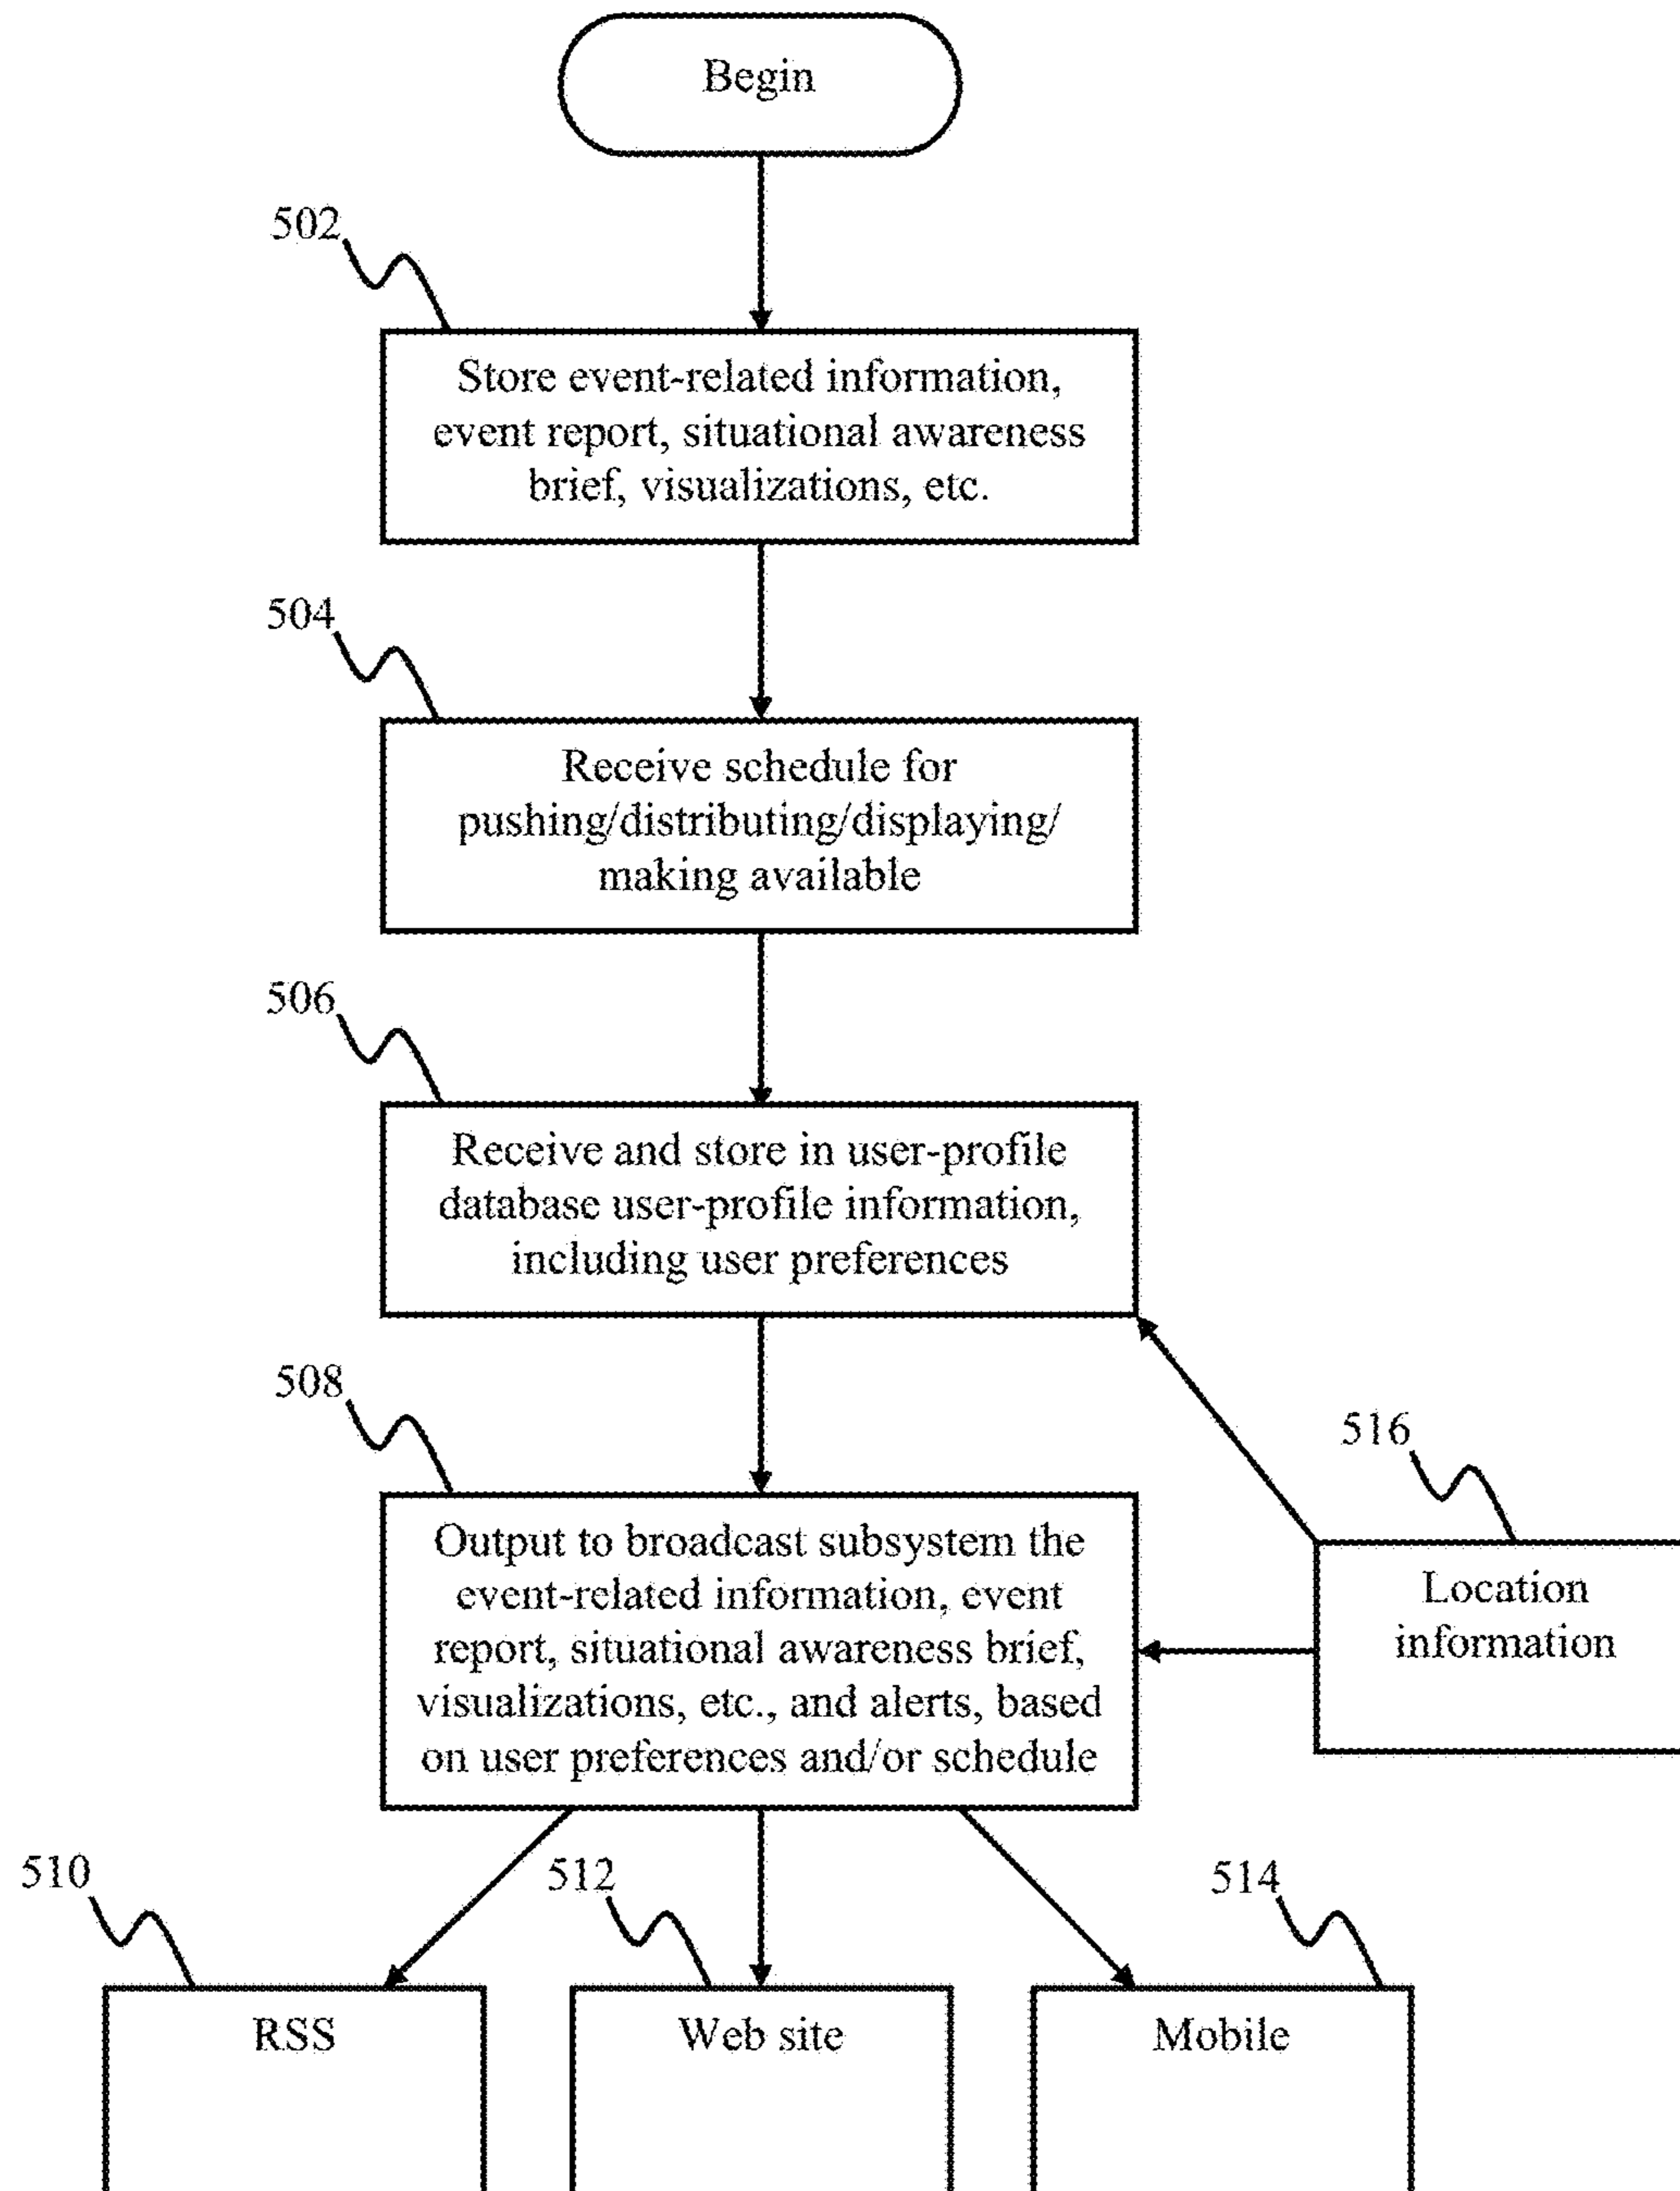 Begin
502
Store event-related information,
event report, situational awareness
brief, visualizations, etc.
504
Receive schedule for
pushing/distributing/displaying/
making available
506
Receive and store in user-profile
database user-profile information,
including user preferences
508
516
Output to broadcast subsystem the
event-related information, event
report, situational awareness brief,
visualizations, etc., and alerts, based
on user preferences and/or schedule
Location
information
510
512
514
RSS
Web site
Mobile